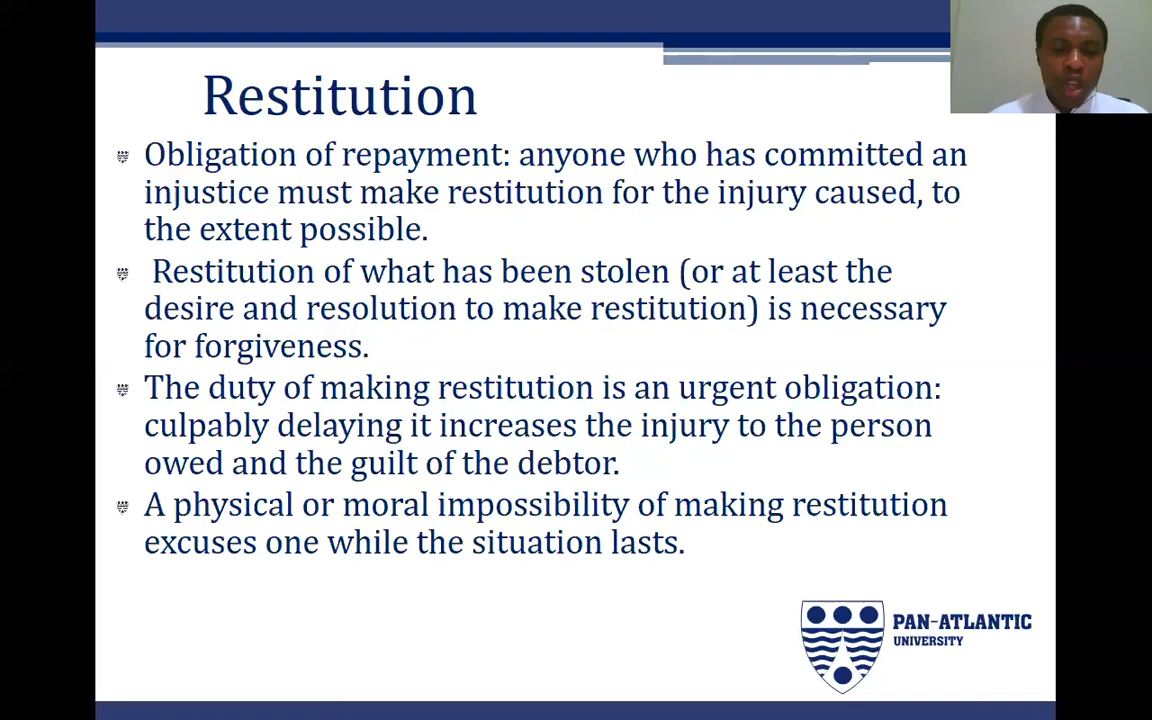 Restitution
Obligation of repayment: anyone who has committed an
injustice must make restitution for the injury caused, to
the extent possible.
Restitution of what has been stolen (or at least the
desire and resolution to make restitution) is necessary
for forgiveness.
The duty of making restitution is an urgent obligation:
culpably delaying it increases the injury to the person
owed and the guilt of the debtor.
A physical or moral impossibility of making restitution
excuses one while the situation lasts.
PAN-ATLANTIC
UNIVERSITY